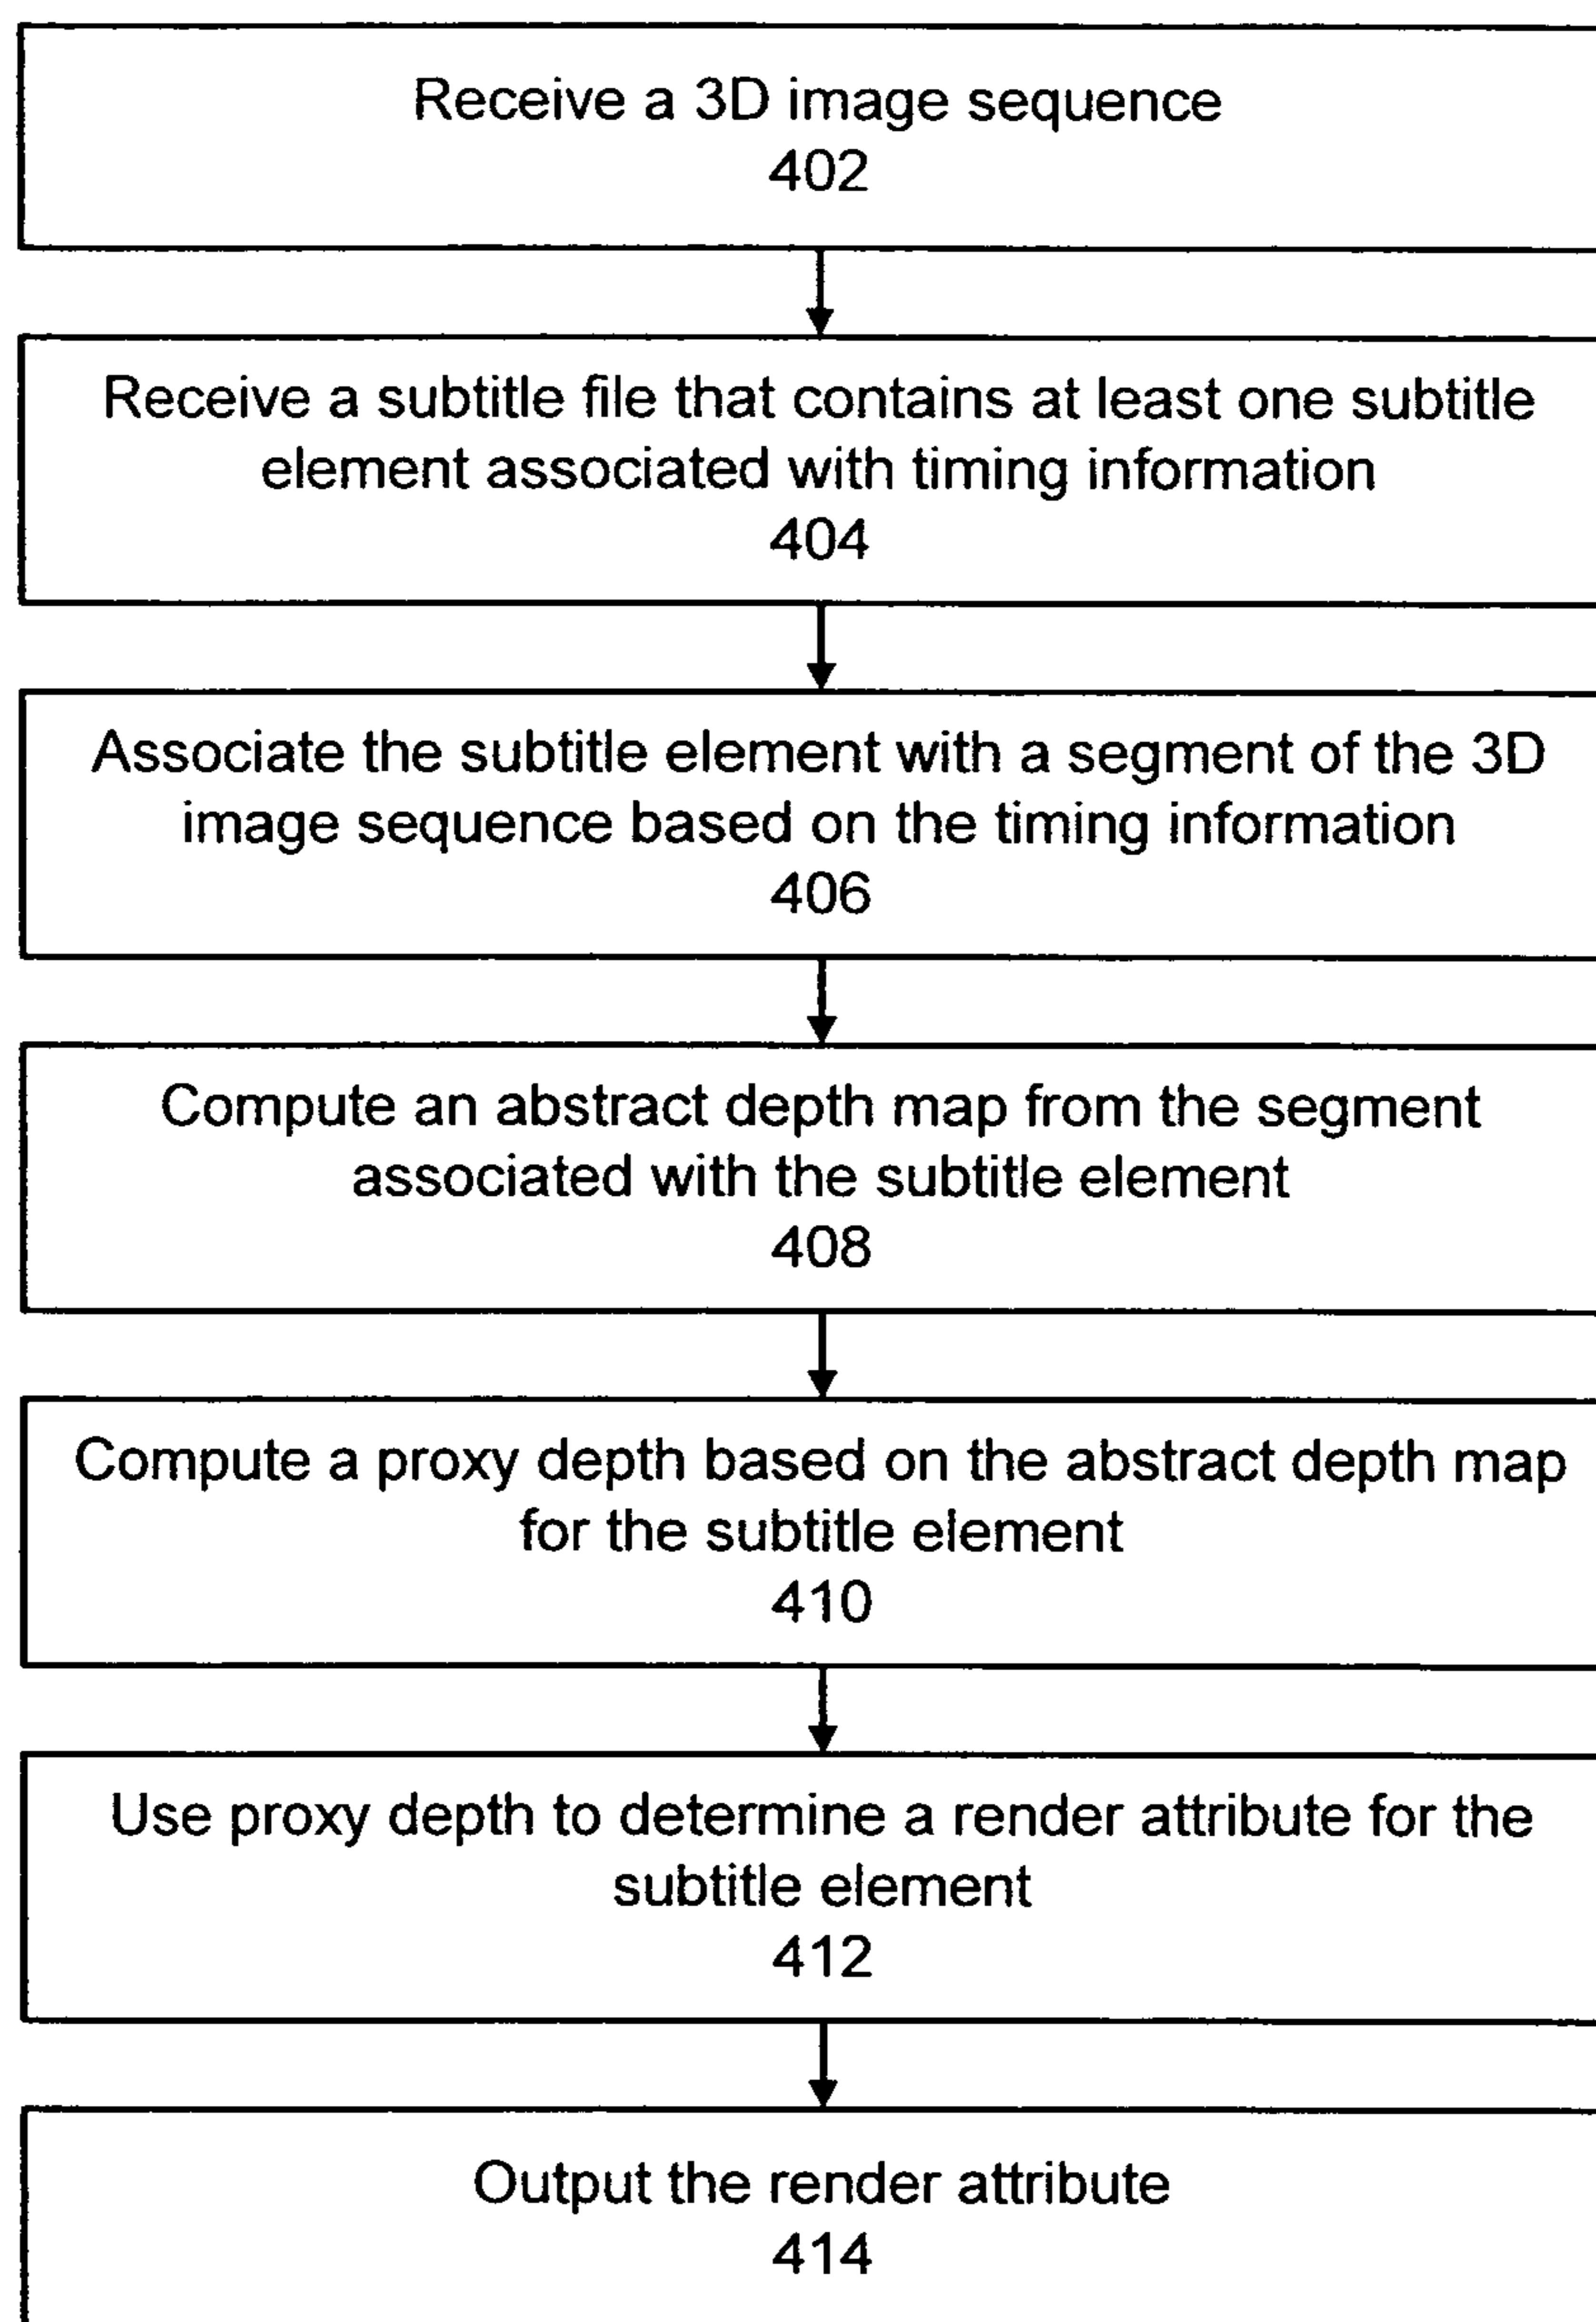 Receive a 3D image sequence
402
Receive a subtitle file that contains at least one subtitle
element associated with timing information
404
Associate the subtitle element with a segment of the 3D
image sequence based on the timing information
406
Compute an abstract depth map from the segment
associated with the subtitle element
408
Compute a proxy depth based on the abstract depth map
for the subtitle element
410
Use proxy depth to determine a render attribute for the
subtitle element
412
Output the render attribute
414